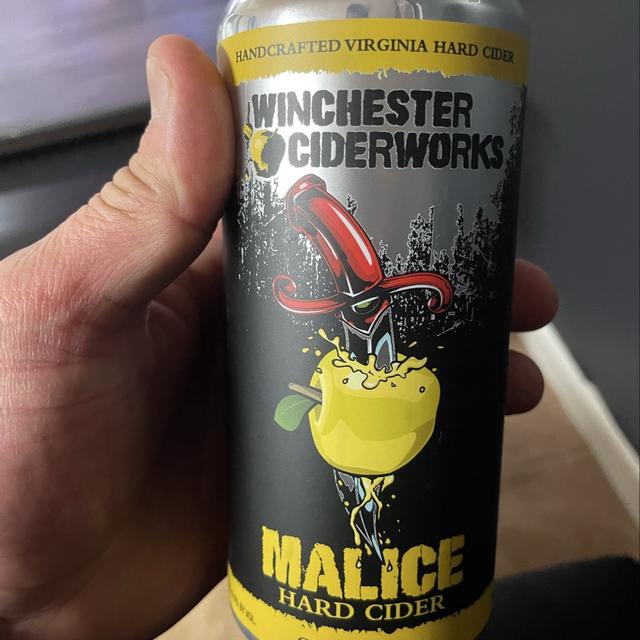 HANDCRAFTED VIRGINIA HARD CIDER
WINCHESTER
CIDERWORKS
MALICE
HARD CIDER